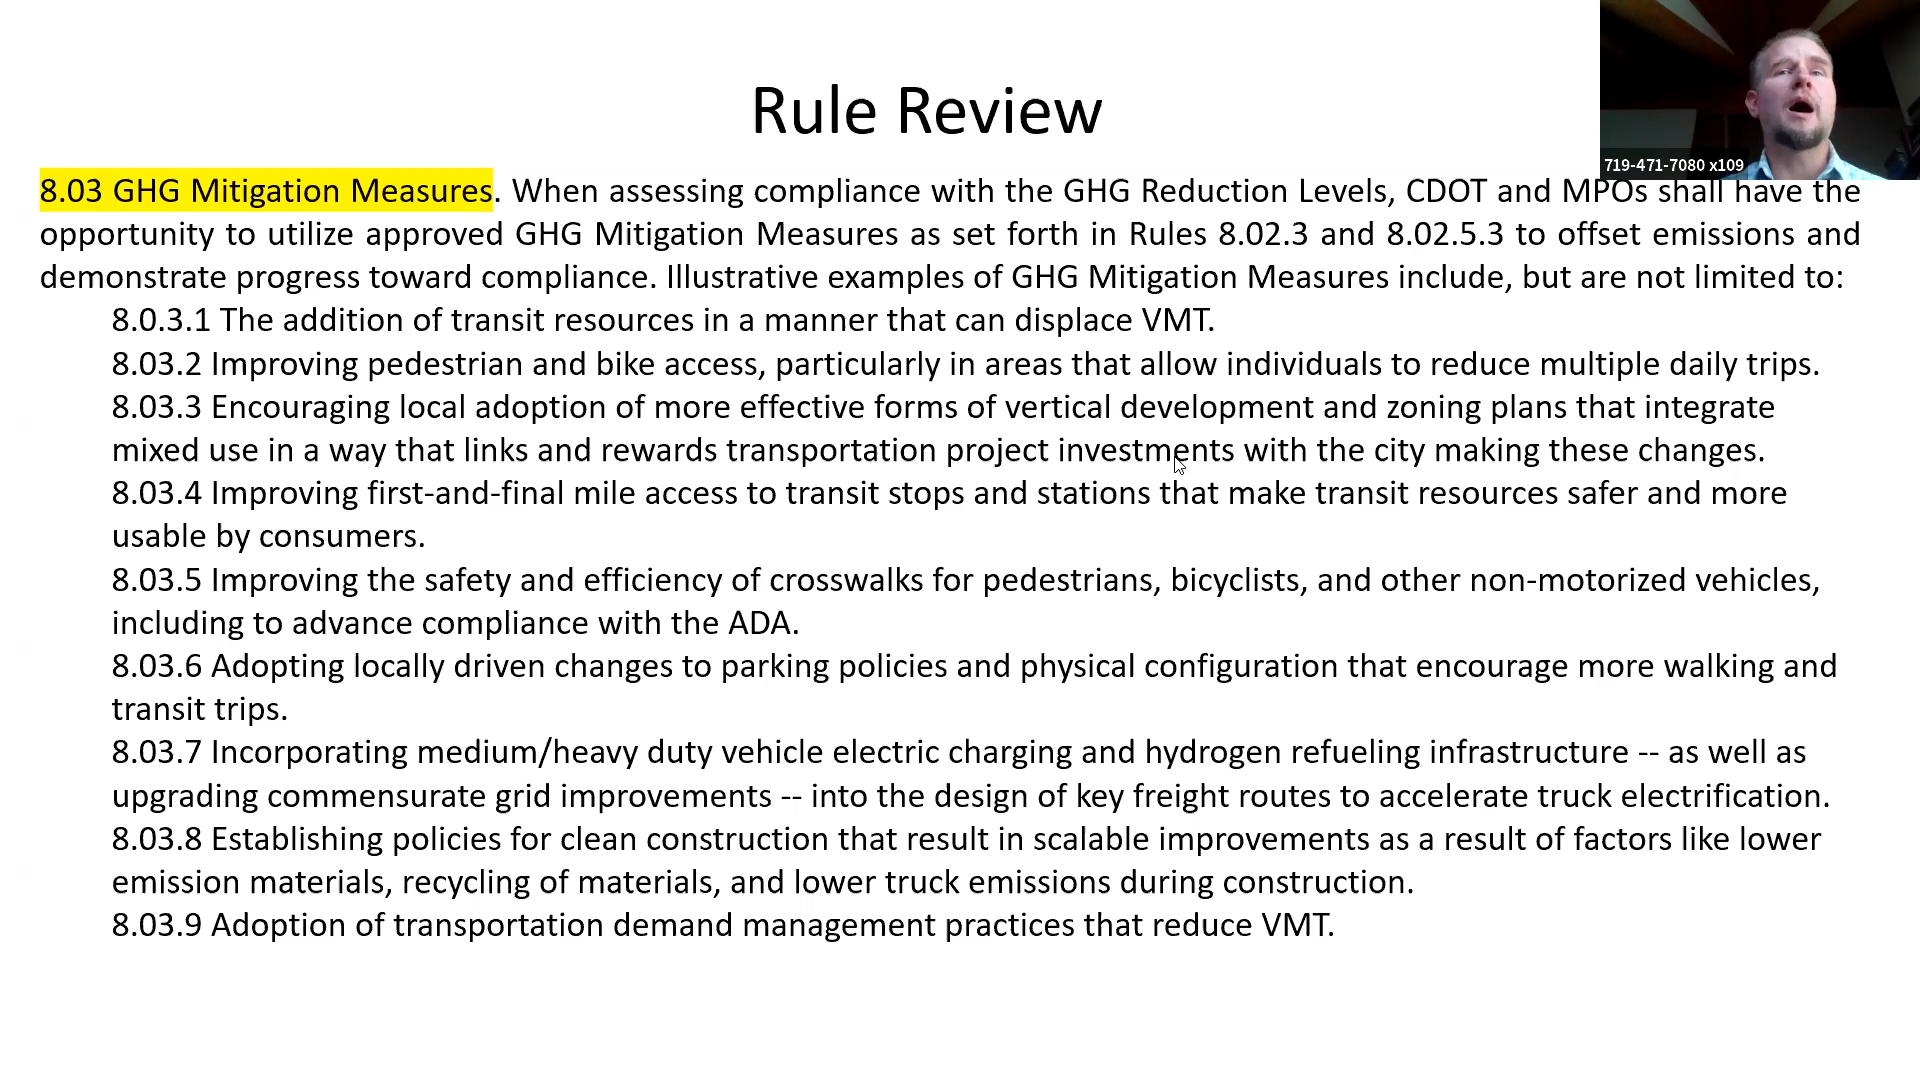 Rule Review
719-471-7080 x109
8.03 GHG Mitigation Measures. When assessing compliance with the GHG Reduction Levels, CDOT and MPOs shall have the
opportunity to utilize approved GHG Mitigation Measures as set forth in Rules 8.02.3 and 8.02.5.3 to offset emissions and
demonstrate progress toward compliance. Illustrative examples of GHG Mitigation Measures include, but are not limited to:
8.0.3.1 The addition of transit resources in a manner that can displace VMT.
8.03.2 Improving pedestrian and bike access, particularly in areas that allow individuals to reduce multiple daily trips.
8.03.3 Encouraging local adoption of more effective forms of vertical development and zoning plans that integrate
mixed use in a way that links and rewards transportation project investments with the city making these changes.
8.03.4 Improving first-and-final mile access to transit stops and stations that make transit resources safer and more
usable by consumers.
8.03.5 Improving the safety and efficiency of crosswalks for pedestrians, bicyclists, and other non-motorized vehicles,
including to advance compliance with the ADA.
8.03.6 Adopting locally driven changes to parking policies and physical configuration that encourage more walking and
transit trips.
8.03.7 Incorporating medium/heavy duty vehicle electric charging and hydrogen refueling infrastructure -- as well as
upgrading commensurate grid improvements -- into the design of key freight routes to accelerate truck electrification.
8.03.8 Establishing policies for clean construction that result in scalable improvements as a result of factors like lower
emission materials, recycling of materials, and lower truck emissions during construction.
8.03.9 Adoption of transportation demand management practices that reduce VMT.